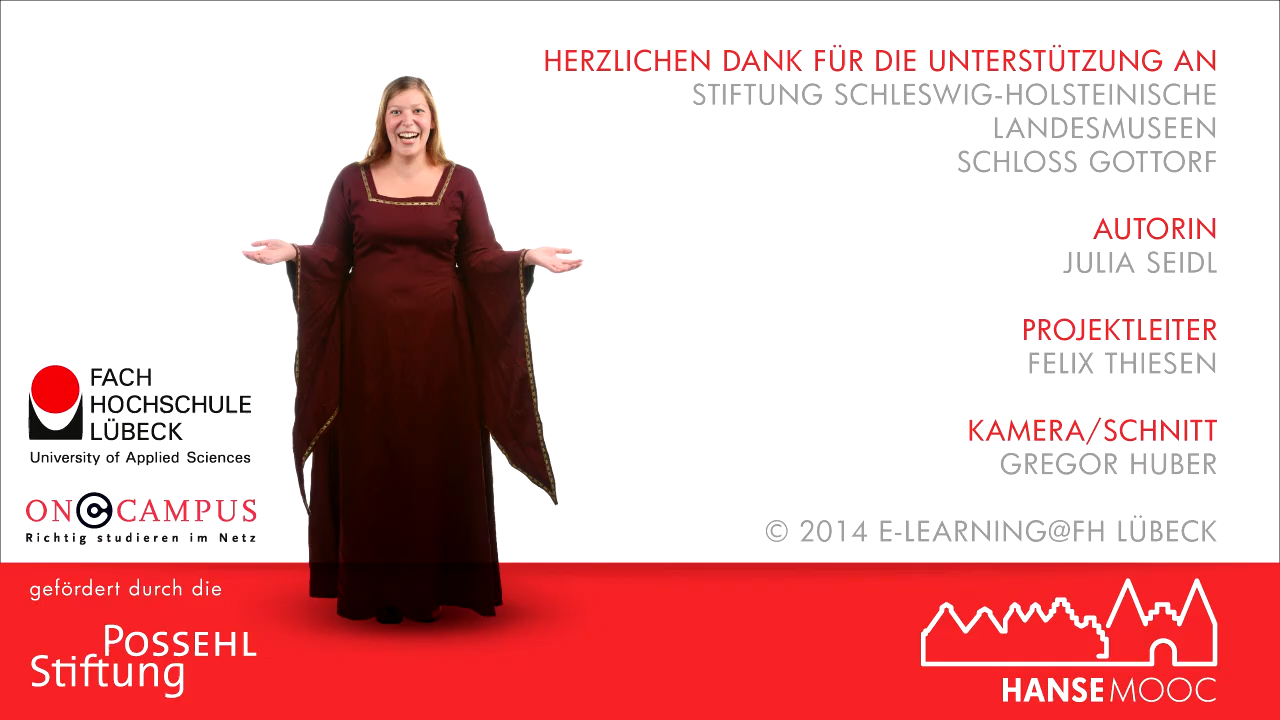 HERZLICHEN DANK FÜR DIE UNTERSTÜTZUNG AN
STIFTUNG SCHLESWIG-HOLSTEINISCHE
LANDESMUSEEN
SCHLOSS GOTTORF
AUTORIN
JULIA SEIDL
PROJEKTLEITER
FELIX THIESEN
KAMERA/SCHNITT
GREGOR HUBER
© 2014 E-LEARNING@FH LÜBECK
FACH
HOCHSCHULE
LÜBECK
University of Applied Sciences
ONCAMPUS
Richtig studieren im Netz
gefördert durch die
POSSEHL
Stiftung
HANSEMOOC